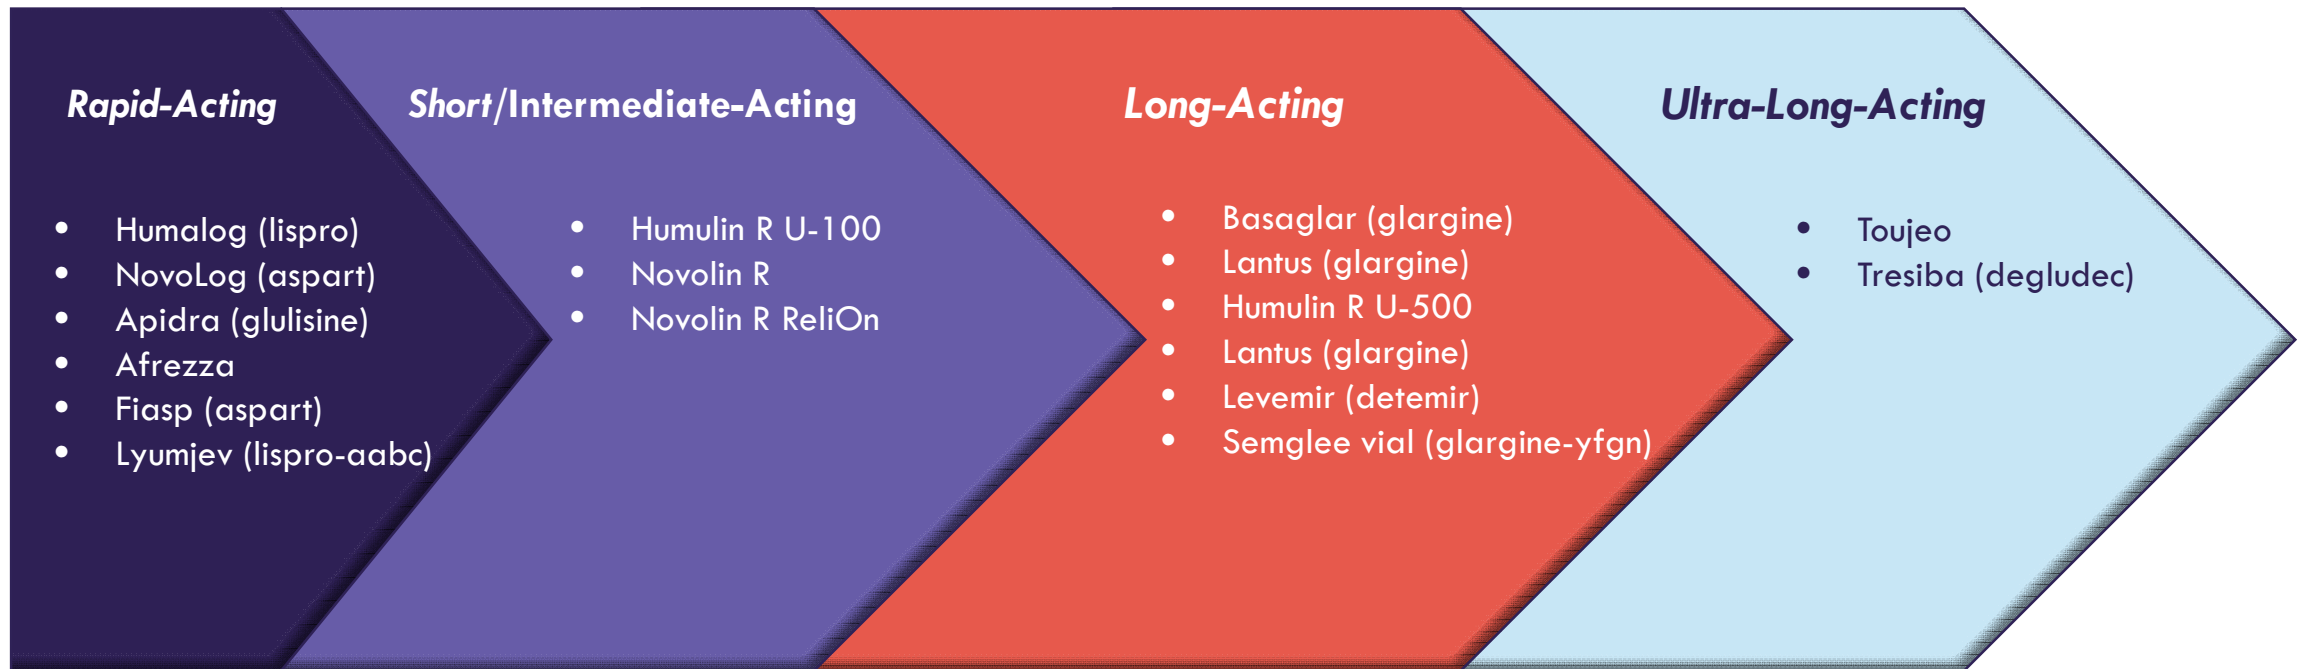 Rapid-Acting
• Humalog (lispro)
• NovoLog (aspart)
• Apidra (glulisine)
• Afrezza
• Fiasp (aspart)
• Lyumjev (lispro-aabc)
Short/Intermediate-Acting
• Humulin R U-100
• Novolin R
• Novolin R ReliOn
Long-Acting
• Basaglar (glargine)
• Lantus (glargine)
• Humulin R U-500
• Lantus (glargine)
• Levemir (detemir)
• Semglee vial (glargine-yfgn)
Ultra-Long-Acting
• Toujeo
• Tresiba (degludec)